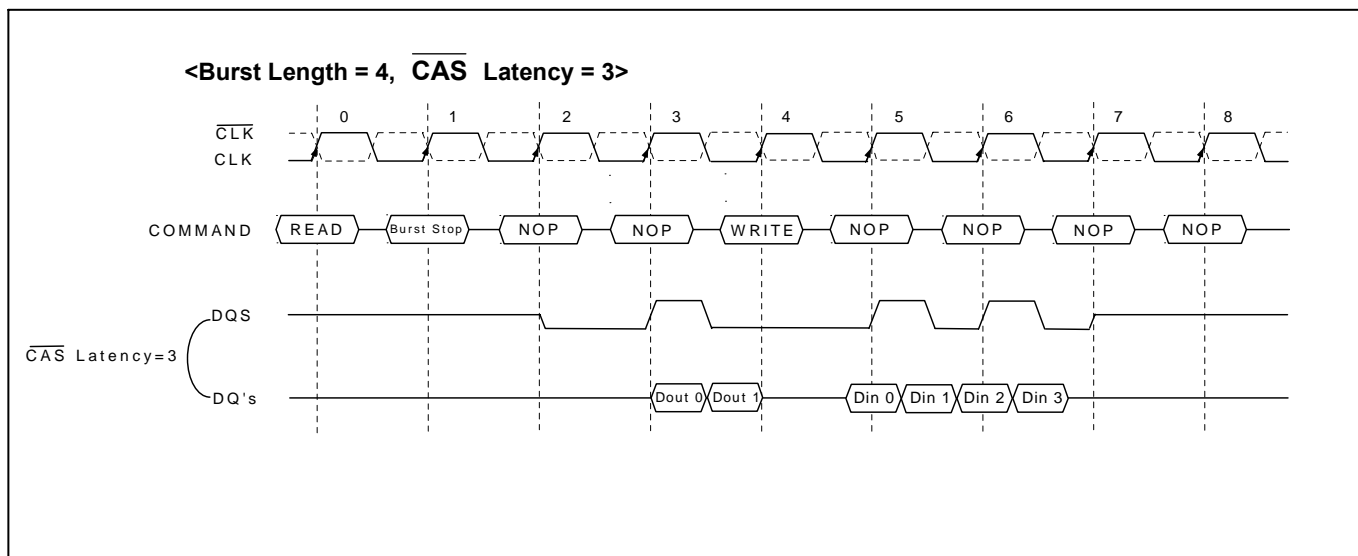 <Burst Length = 4, CAS Latency = 3>
0 1 2 3 4 5 6 7 8
CLK
CLK
COMMAND READ Burst Stop NOP NOP WRITE NOP NOP NOP NOP
DQS
CAS Latency=3
DQ's Dout 0 Dout 1 Din 0 Din 1 Din 2 Din 3